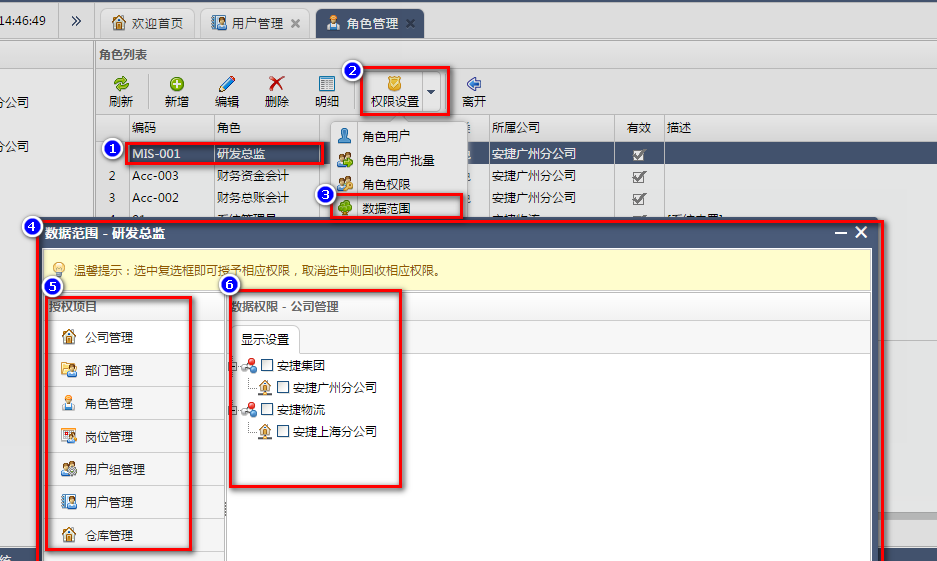 14:46:49 欢迎首页 用户管理 角色管理
角色列表
刷新 新增 编辑 删除 明细 权限设置 离开
编码 角色 所属公司 有效 描述
分公司
分公司
角色用户
角色用户批量
角色权限
数据范围
MIS-001 研发总监 安捷广州分公司
2 Acc-003 财务资金会计 安捷广州分公司
3 Acc-002 财务总账会计 安捷广州分公司
1
2
3
4
5
6
数据范围 - 研发总监
温馨提示：选中复选框即可授予相应权限，取消选中则回收相应权限。
授权项目
公司管理
部门管理
角色管理
岗位管理
用户组管理
用户管理
仓库管理
数据权限 - 公司管理
显示设置
安捷集团
安捷广州分公司
安捷物流
安捷上海分公司